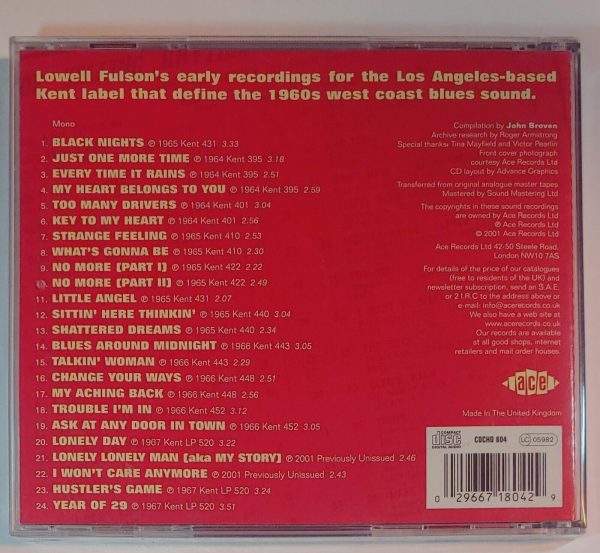 Lowell Fulson's early recordings for the Los Angeles-based
Kent label that define the 1960s west coast blues sound.
Mono
1. BLACK NIGHTS ℗ 1965 Kent 431 3.33
2. JUST ONE MORE TIME ℗ 1964 Kent 395 3.18
3. EVERY TIME IT RAINS ℗ 1964 Kent 395 2.51
4. MY HEART BELONGS TO YOU ℗ 1964 Kent 395 2.59
5. TOO MANY DRIVERS ℗ 1964 Kent 401 3.04
6. KEY TO MY HEART ℗ 1964 Kent 401 2.56
7. STRANGE FEELING ℗ 1965 Kent 410 2.53
8. WHAT'S GONNA BE ℗ 1965 Kent 410 2.30
9. NO MORE (PART I) ℗ 1965 Kent 422 2.22
NO MORE (PART II) ℗ 1965 Kent 422 2.49
11. LITTLE ANGEL ℗ 1965 Kent 431 2.07
12. SITTIN' HERE THINKIN' ℗ 1965 Kent 440 3.04
13. SHATTERED DREAMS ℗ 1965 Kent 440 2.34
14. BLUES AROUND MIDNIGHT ℗ 1966 Kent 443 3.05
15. TALKIN' WOMAN ℗ 1966 Kent 443 2.29
16. CHANGE YOUR WAYS ℗ 1966 Kent 448 2.51
17. MY ACHING BACK ℗ 1966 Kent 448 2.56
18. TROUBLE I'M IN ℗ 1966 Kent 452 3.12
19. ASK AT ANY DOOR IN TOWN ℗ 1966 Kent 452 3.05
20. LONELY DAY ℗ 1967 Kent LP 520 3.22
21. LONELY LONELY MAN (AKA MY STORY) ℗ 2001 Previously Unissued 2.46
22. I WON'T CARE ANYMORE ℗ 2001 Previously Unissued 2.43
23. HUSTLER'S GAME ℗ 1967 Kent LP 520 3.24
24. YEAR OF 29 ℗ 1967 Kent LP 520 3.51
Compilation by John Broven
Archive research by Roger Armstrong
Special thanks: Tina Mayfield and Victor Pearlin
Front cover photograph
courtesy Ace Records Ltd
CD layout by Advance Graphics
Transferred from original analogue master tapes
Mastered by Sound Mastering Ltd
The copyrights in these sound recordings
are owned by Ace Records Ltd
℗ Ace Records Ltd
© 2001 Ace Records Ltd
Ace Records Ltd 42-50 Steele Road,
London NW10 7AS
For details of the price of our catalogues
(free to residents of the UK) and
newsletter subscription, send an S.A.E.
or 2 I.R.C to the address above or
e-mail: info@acerecords.co.uk
We also have a web site at
www.acerecords.co.uk
Our records are available
at all good shops, internet
retailers and mail order houses.
ace
Made In The United Kingdom
COMPACT
disc
DIGITAL AUDIO
CDCHD 804
LC 05982
0 29667 18042 9